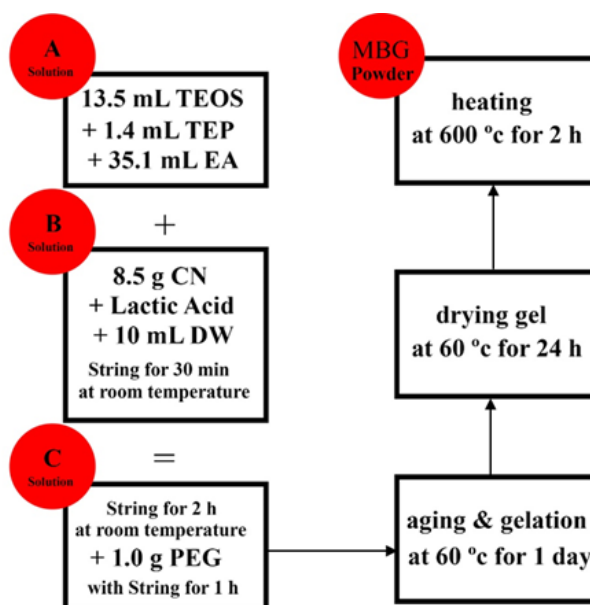 A
Solution
13.5 mL TEOS
+ 1.4 mL TEP
+ 35.1 mL EA
+
B
Solution
8.5 g CN
+ Lactic Acid
+ 10 mL DW
String for 30 min
at room temperature
=
C
Solution
String for 2 h
at room temperature
+ 1.0 g PEG
with String for 1 h
aging & gelation
at 60 ºc for 1 day
drying gel
at 60 ºc for 24 h
MBG
Powder
heating
at 600 ºc for 2 h